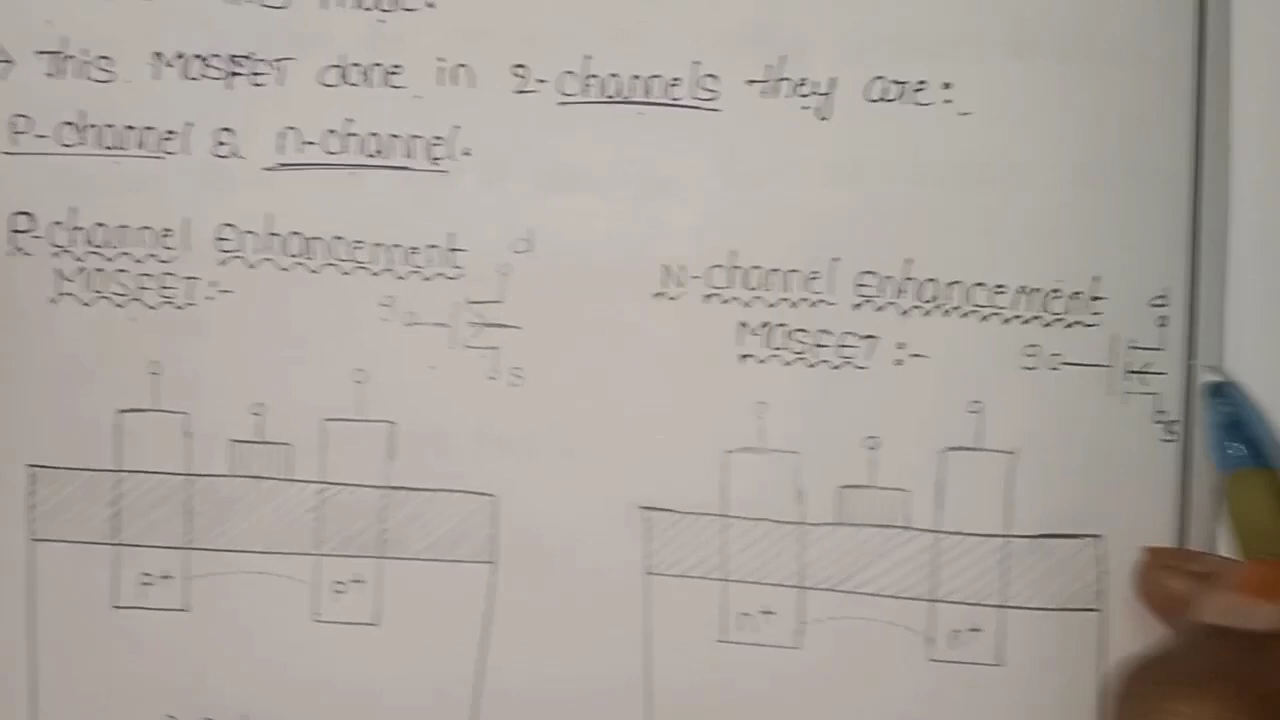 → This MOSFET done in 2-channels they are:-
P-channel & n-channel.
P-channel Enhancement
MOSFET:-
d
g
s
N-channel Enhancement
MOSFET:-
d
g
s
P+ P+
n+ n+